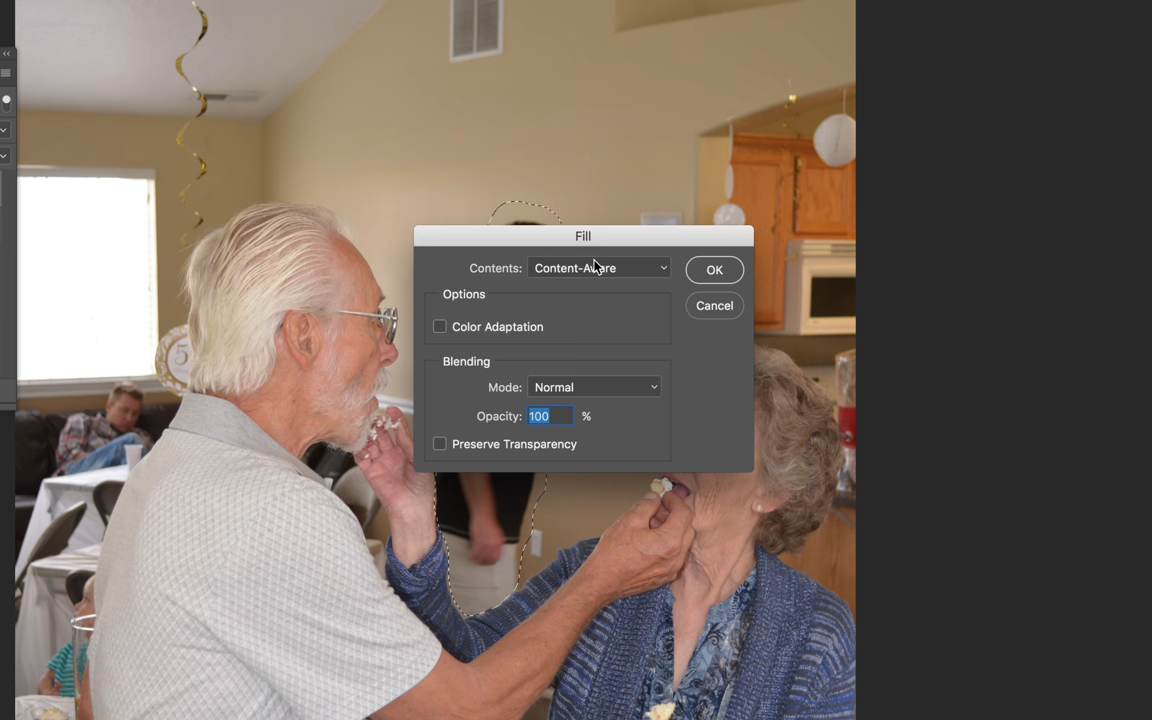 Fill
Contents: Content-Aware
OK
Options
Cancel
Color Adaptation
Blending
Mode: Normal
Opacity: 100 %
Preserve Transparency